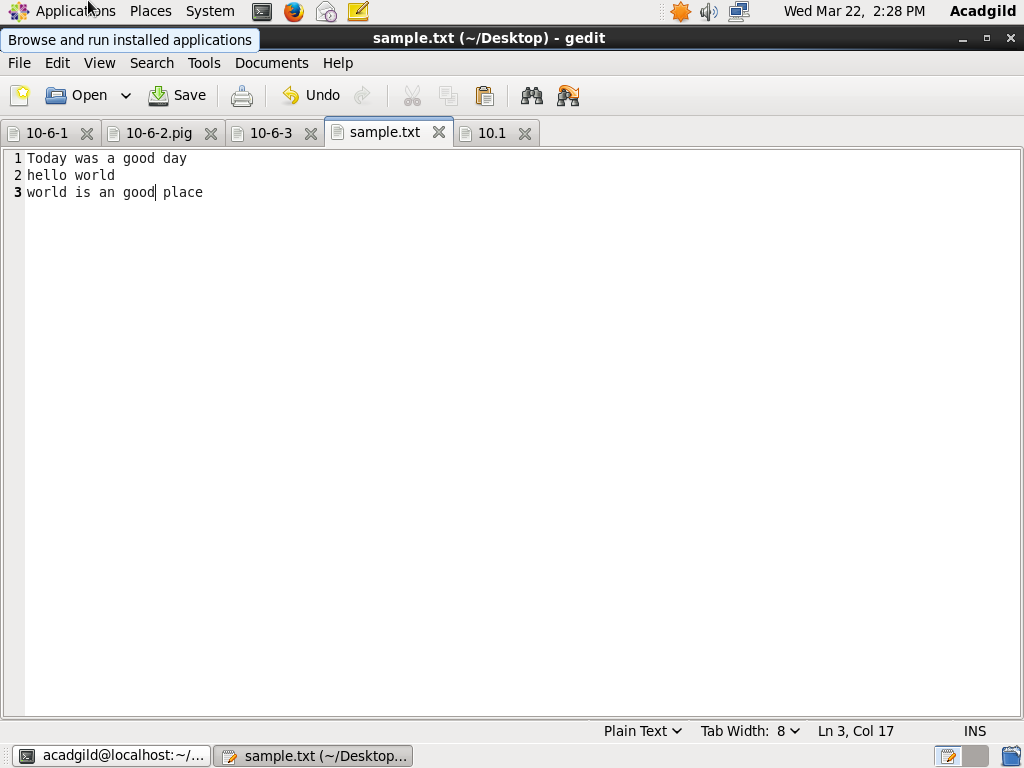 Applications Places System Wed Mar 22, 2:28 PM Acadgild
Browse and run installed applications
sample.txt (~/Desktop) - gedit
File Edit View Search Tools Documents Help
Open Save Undo
10-6-1 10-6-2.pig 10-6-3 sample.txt 10.1
1 Today was a good day
2 hello world
3 world is an good place
Plain Text Tab Width: 8 Ln 3, Col 17 INS
acadgild@localhost:~/... sample.txt (~/Desktop...